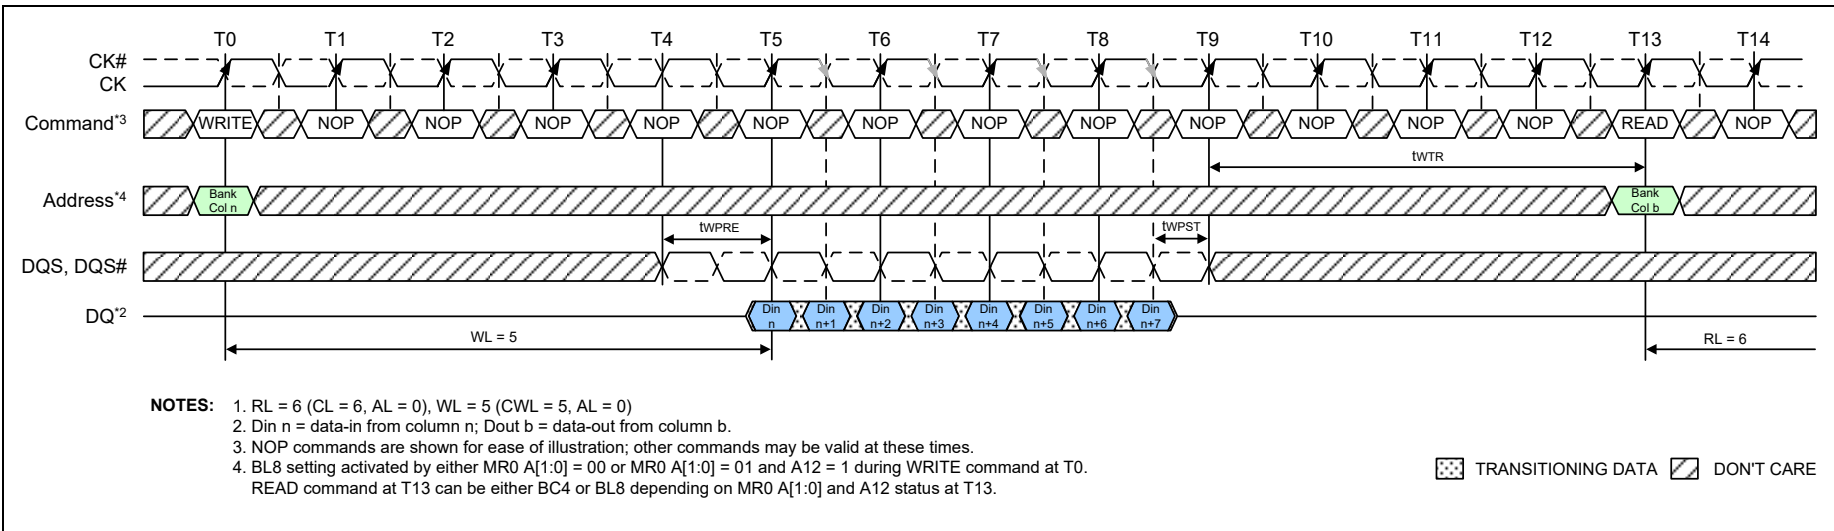 T0 T1 T2 T3 T4 T5 T6 T7 T8 T9 T10 T11 T12 T13 T14
CK#
CK
Command*3 WRITE NOP NOP NOP NOP NOP NOP NOP NOP NOP NOP NOP NOP READ NOP
tWTR
Address*4 Bank Col n Bank Col b
tWPRE tWPST
DQS, DQS#
DQ*2 Din n Din n+1 Din n+2 Din n+3 Din n+4 Din n+5 Din n+6 Din n+7
WL = 5 RL = 6
NOTES: 1. RL = 6 (CL = 6, AL = 0), WL = 5 (CWL = 5, AL = 0)
2. Din n = data-in from column n; Dout b = data-out from column b.
3. NOP commands are shown for ease of illustration; other commands may be valid at these times.
4. BL8 setting activated by either MR0 A[1:0] = 00 or MR0 A[1:0] = 01 and A12 = 1 during WRITE command at T0.
READ command at T13 can be either BC4 or BL8 depending on MR0 A[1:0] and A12 status at T13.
TRANSITIONING DATA DON'T CARE